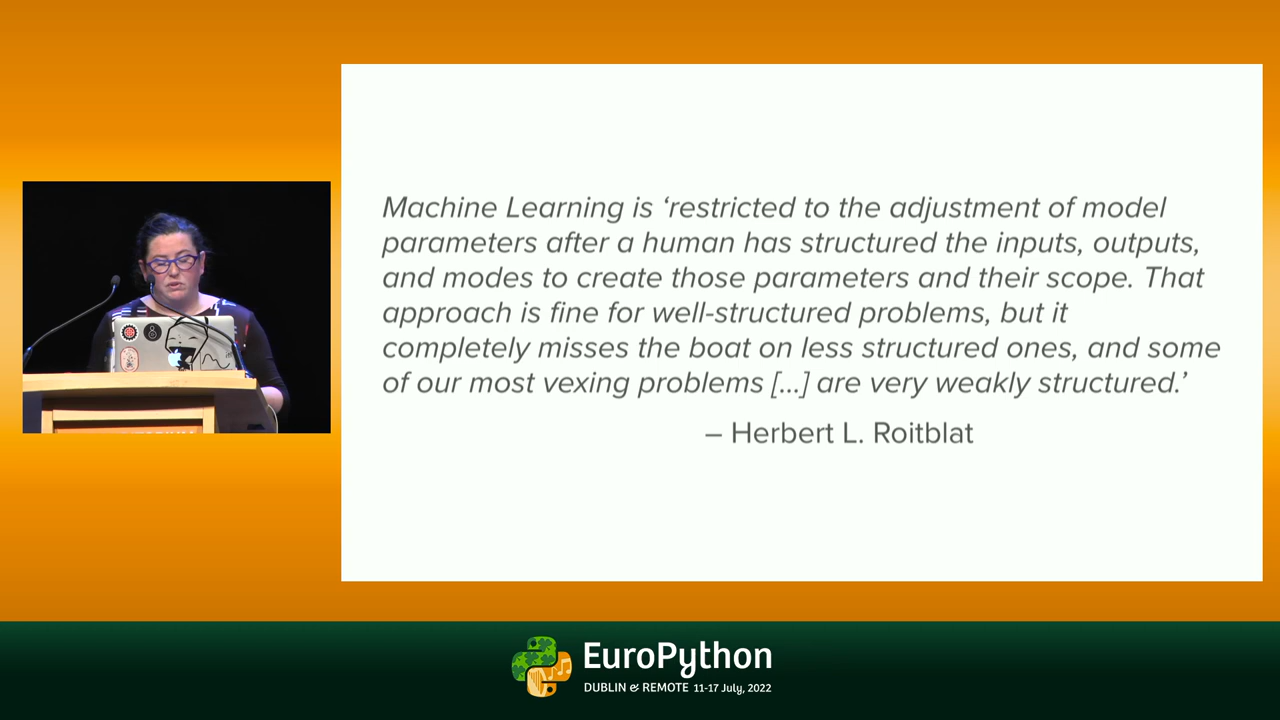 Machine Learning is ‘restricted to the adjustment of model
parameters after a human has structured the inputs, outputs,
and modes to create those parameters and their scope. That
approach is fine for well-structured problems, but it
completely misses the boat on less structured ones, and some
of our most vexing problems [...] are very weakly structured.’
– Herbert L. Roitblat
EuroPython
DUBLIN & REMOTE 11-17 July, 2022